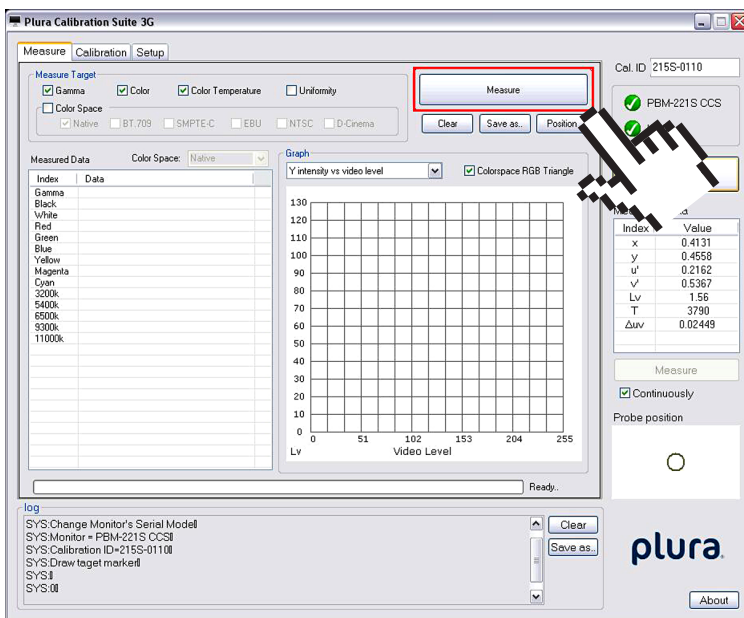 Plura Calibration Suite 3G
Measure Calibration Setup
Measure Target
Gamma Color Color Temperature Uniformity
Color Space
Native BT.709 SMPTE-C EBU NTSC D-Cinema
Measure
Clear Save as.. Position
Cal. ID 215S-0110
PBM-221S CCS
Measured Data Color Space: Native
Index Data
Gamma
Black
White
Red
Green
Blue
Yellow
Magenta
Cyan
3200k
5400k
6500k
9300k
11000k
Graph
Y intensity vs video level Colorspace RGB Triangle
130
120
110
100
90
80
70
60
50
40
30
20
10
0
0 51 102 153 204 255
Lv Video Level
Ready..
Index Value
x 0.4131
y 0.4558
u' 0.2162
v' 0.5367
Lv 1.56
T 3790
Δuv 0.02449
Measure
Continuously
Probe position
log
SYS:Change Monitor's Serial Model
SYS:Monitor = PBM-221S CCS
SYS:Calibration ID=215S-0110
SYS:Draw taget marker
SYS:
SYS:0
Clear
Save as..
plura.
About